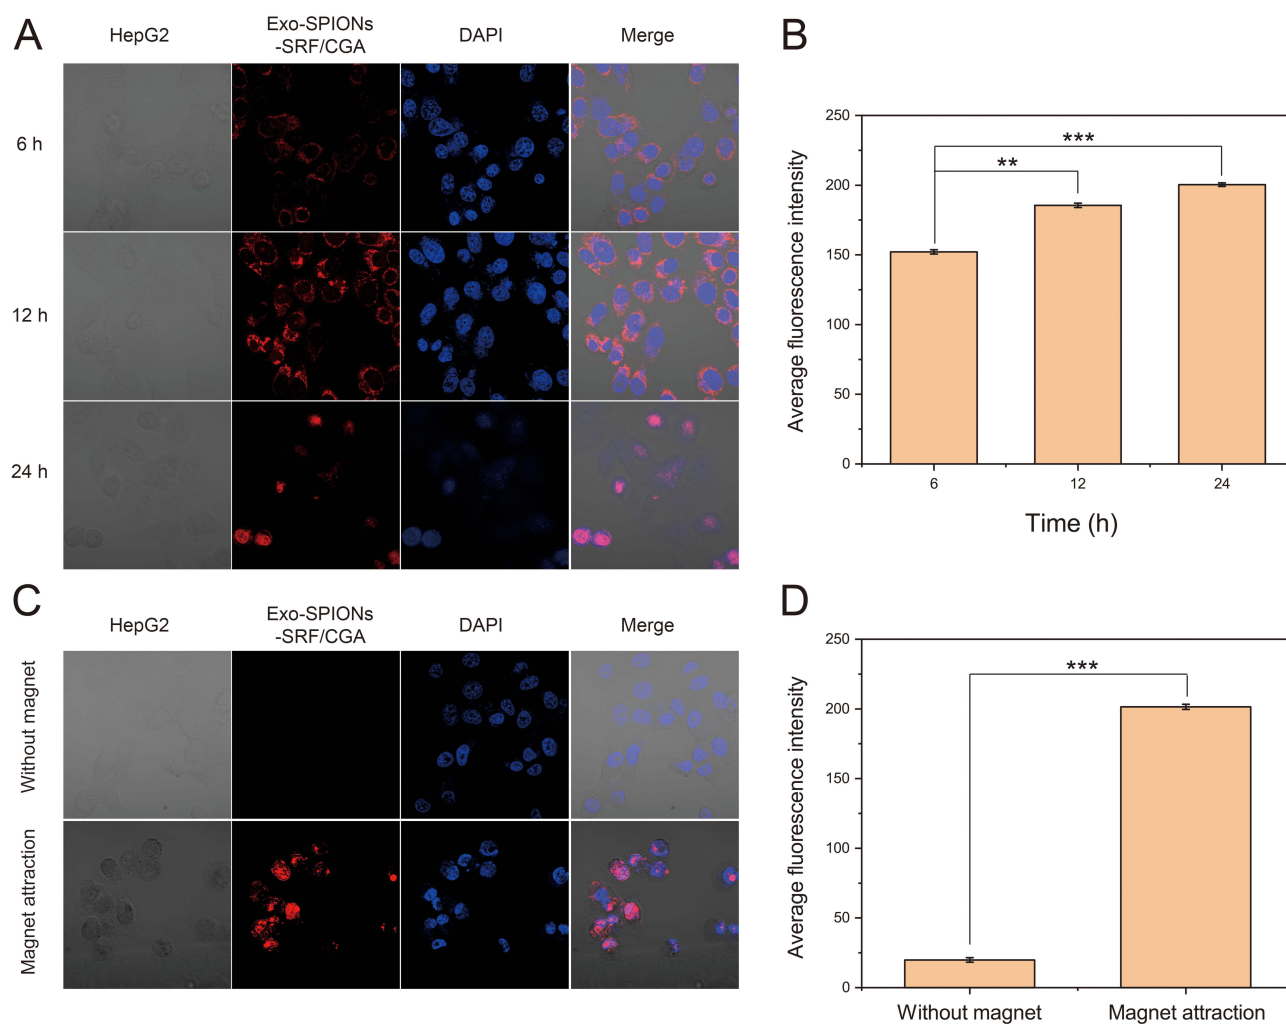 A
HepG2
Exo-SPIONs
-SRF/CGA
DAPI
Merge
6 h
12 h
24 h
B
250
200
150
100
50
0
Average fluorescence intensity
**
***
6
12
24
Time (h)
C
HepG2
Exo-SPIONs
-SRF/CGA
DAPI
Merge
Without magnet
Magnet attraction
D
250
200
150
100
50
0
Average fluorescence intensity
***
Without magnet
Magnet attraction